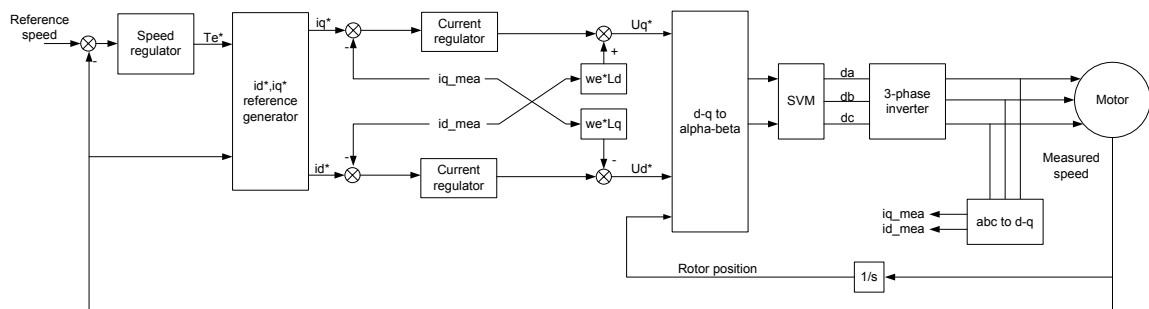 Reference
speed
-
Speed
regulator
Te*
id*,iq*
reference
generator
iq*
-
Current
regulator
Uq*
+
iq_mea
we*Ld
id_mea
we*Lq
-
-
id*
Current
regulator
Ud*
d-q to
alpha-beta
SVM
da
db
dc
3-phase
inverter
Motor
Measured
speed
iq_mea
id_mea
abc to d-q
Rotor position
1/s